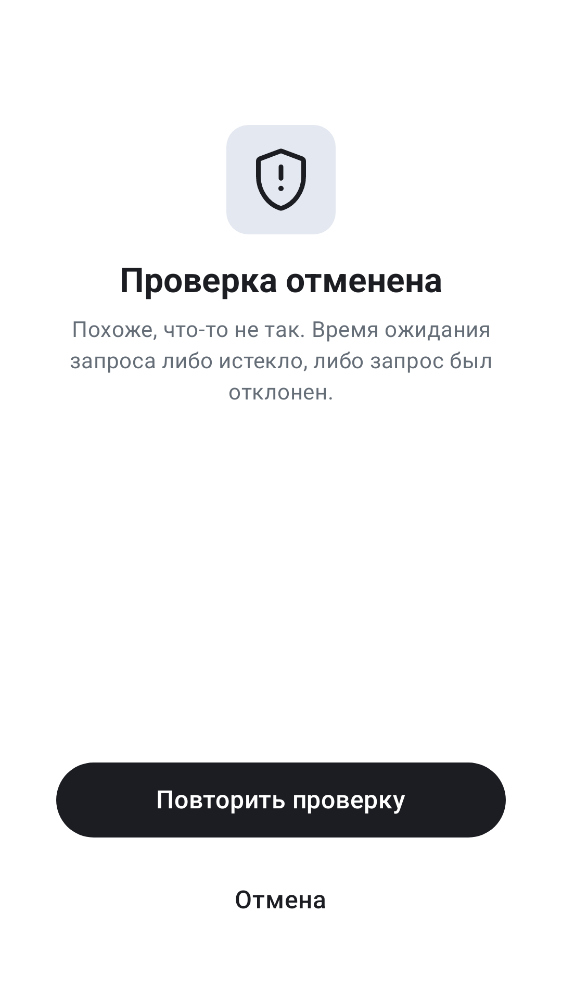 Проверка отменена
Похоже, что-то не так. Время ожидания
запроса либо истекло, либо запрос был
отклонен.
Повторить проверку
Отмена